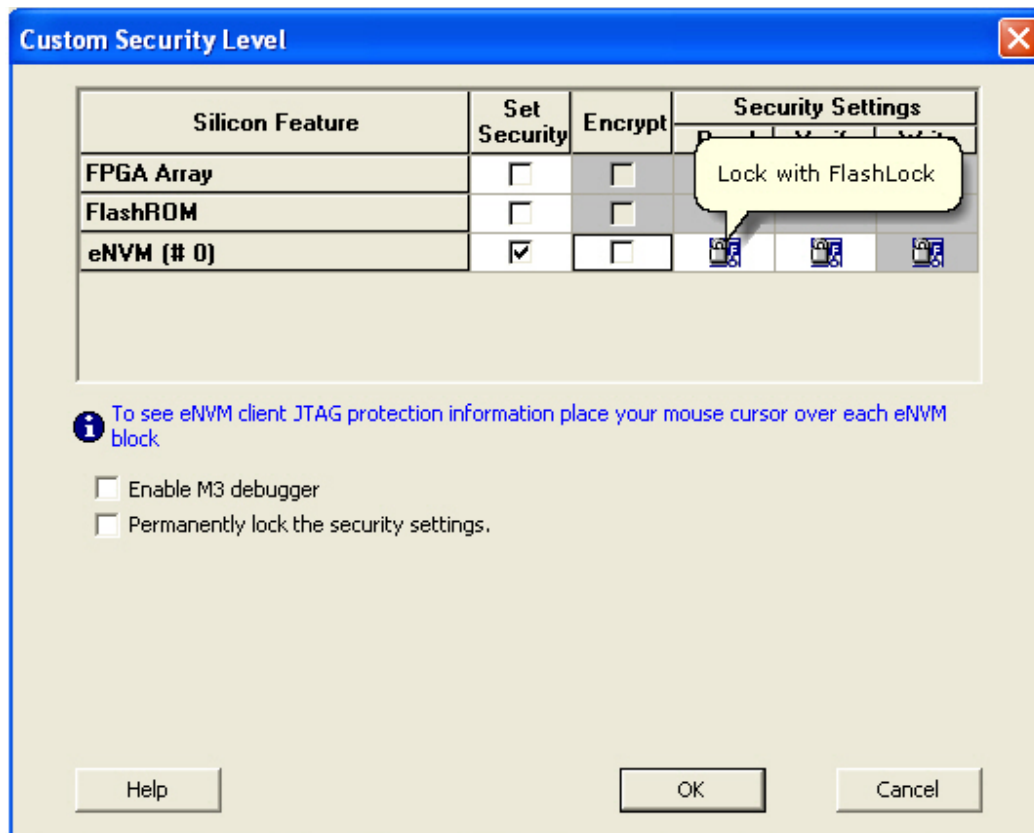 Custom Security Level
Silicon Feature
Set Security
Encrypt
Security Settings
Lock with FlashLock
FPGA Array
FlashROM
eNVM (# 0)
To see eNVM client JTAG protection information place your mouse cursor over each eNVM
block
Enable M3 debugger
Permanently lock the security settings.
Help
OK
Cancel